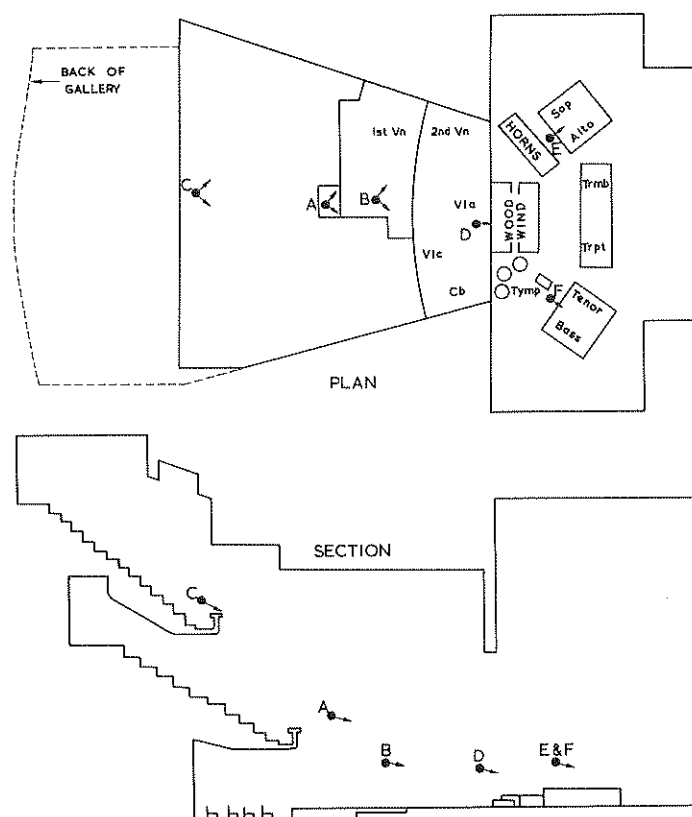 BACK OF
GALLERY
Sop
Alto
HORNS
E
1st Vn
2nd Vn
C
A
B
Vla
D
WOOD
WIND
Trmb
Trpt
Vlc
Cb
Tymp
F
Tenor
Bass
PLAN
SECTION
C
A
B
D
E & F